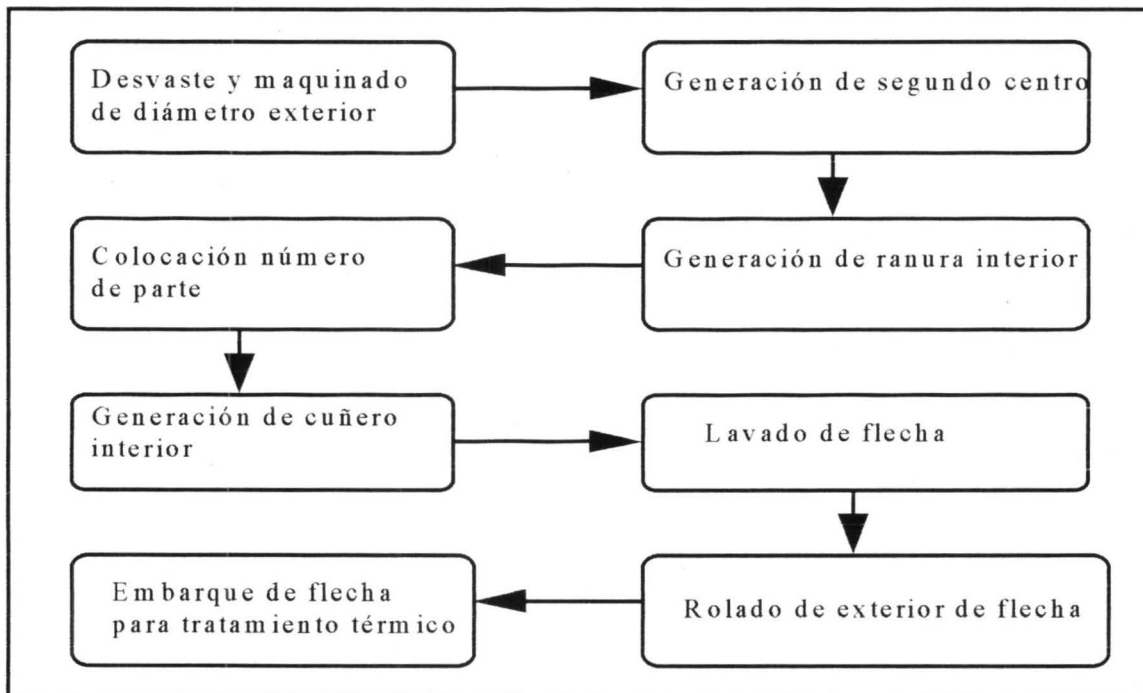 Desvaste y maquinado
de diámetro exterior
Generación de segundo centro
Generación de ranura interior
Colocación número
de parte
Generación de cuñero
interior
Lavado de flecha
Rolado de exterior de flecha
Embarque de flecha
para tratamiento térmico